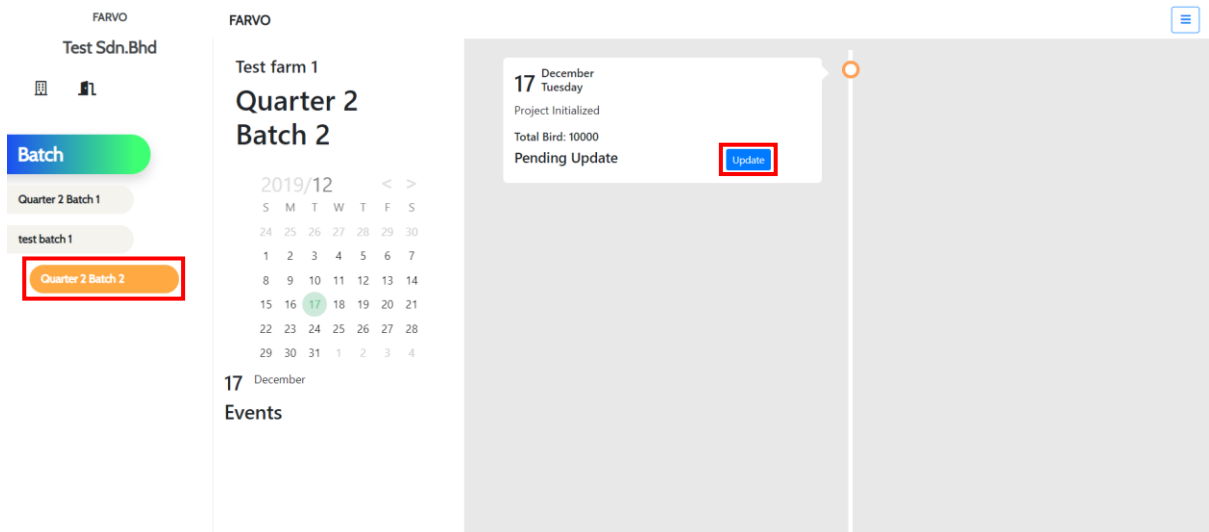 FARVO
Test Sdn.Bhd
Batch
Quarter 2 Batch 1
test batch 1
Quarter 2 Batch 2
FARVO
Test farm 1
Quarter 2
Batch 2
2019/12 < >
S M T W T F S
24 25 26 27 28 29 30
1 2 3 4 5 6 7
8 9 10 11 12 13 14
15 16 17 18 19 20 21
22 23 24 25 26 27 28
29 30 31 1 2 3 4
17 December
Events
17 December
Tuesday
Project Initialized
Total Bird: 10000
Pending Update Update